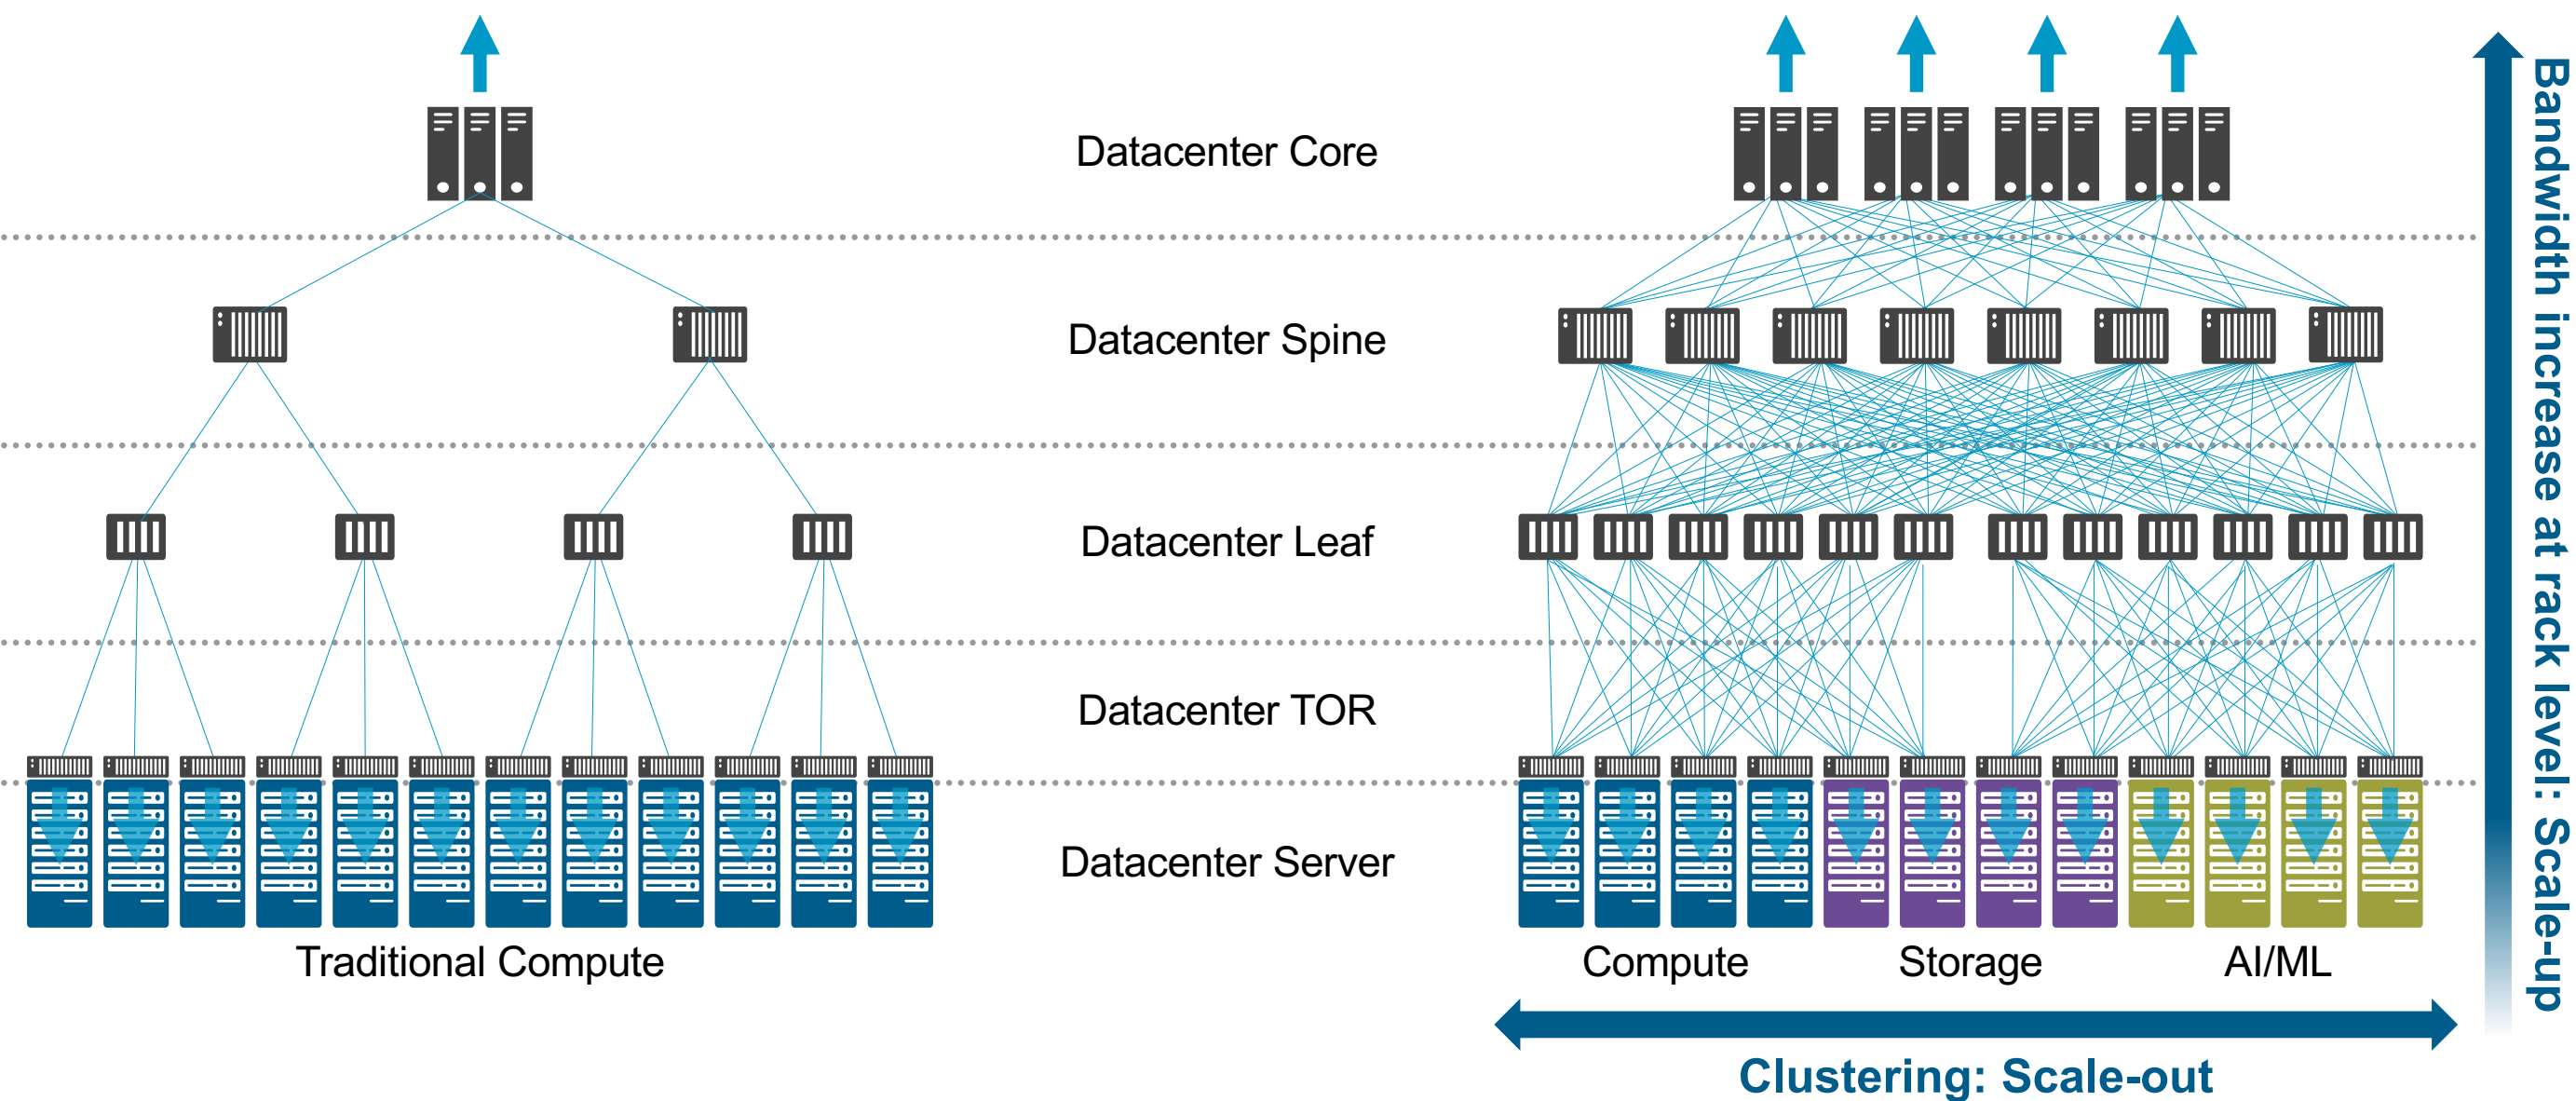 Datacenter Core
Datacenter Spine
Datacenter Leaf
Datacenter TOR
Datacenter Server
Traditional Compute
Compute
Storage
AI/ML
Clustering: Scale-out
Bandwidth increase at rack level: Scale-up